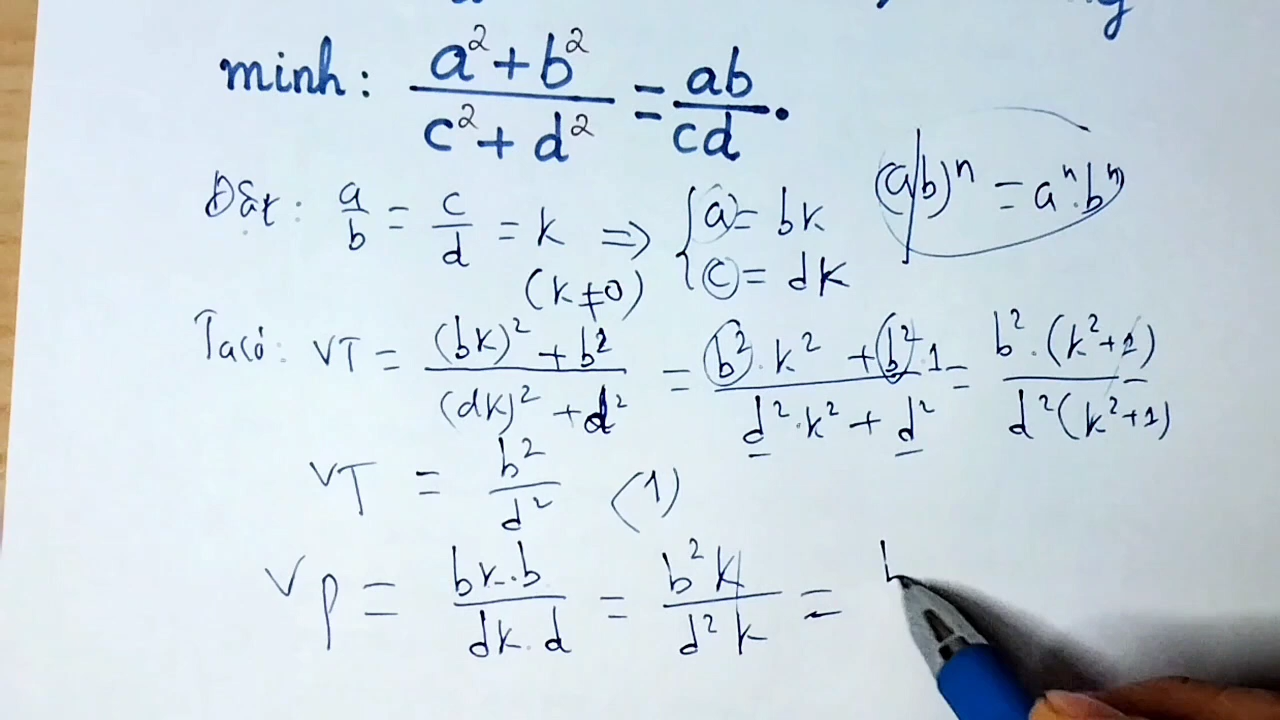 minh: (a² + b²)/(c² + d²) = ab/cd.
(a b)ⁿ = aⁿ.bⁿ
Đặt: a/b = c/d = k ⇒ { a = bk
c = dk
(k ≠ 0)
Ta có: VT = ((bk)² + b²)/((dk)² + d²) = (b².k² + b².1)/(d².k² + d²) = (b².(k²+1))/(d²(k²+1))
VT = b²/d² (1)
VP = (bk.b)/(dk.d) = (b²k)/(d²k) =